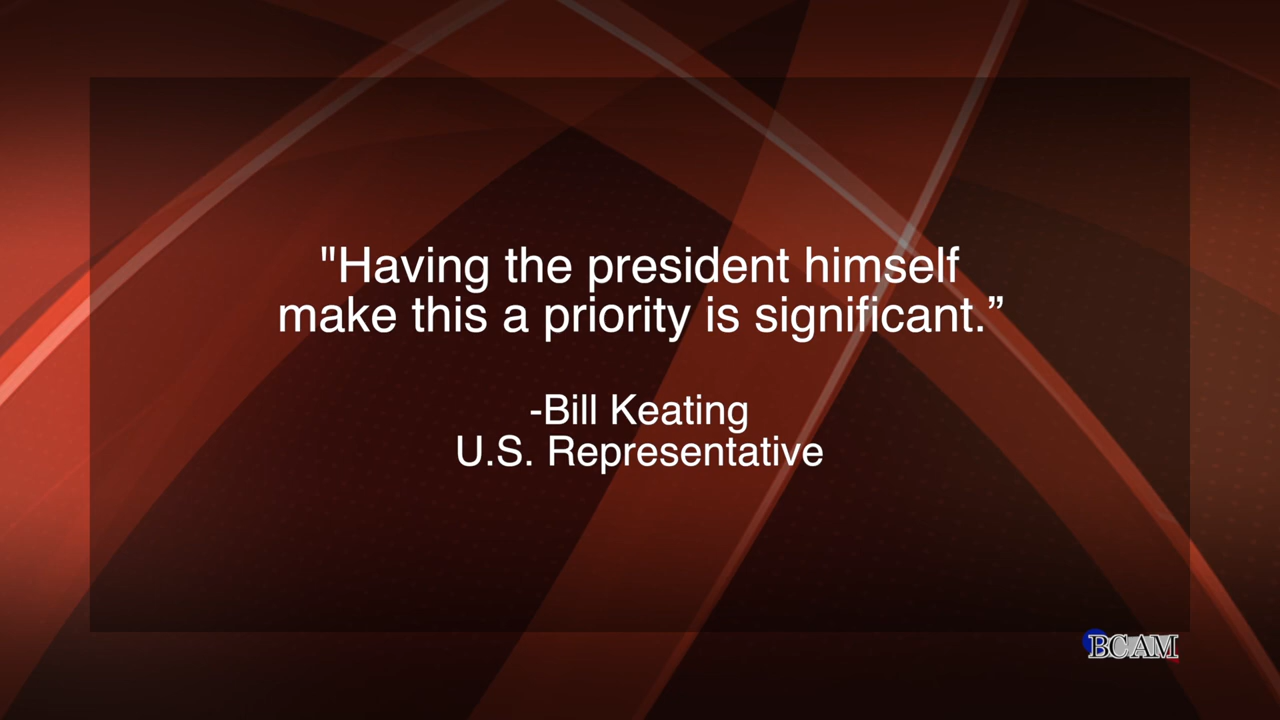 "Having the president himself
make this a priority is significant.”
-Bill Keating
U.S. Representative
BCAM